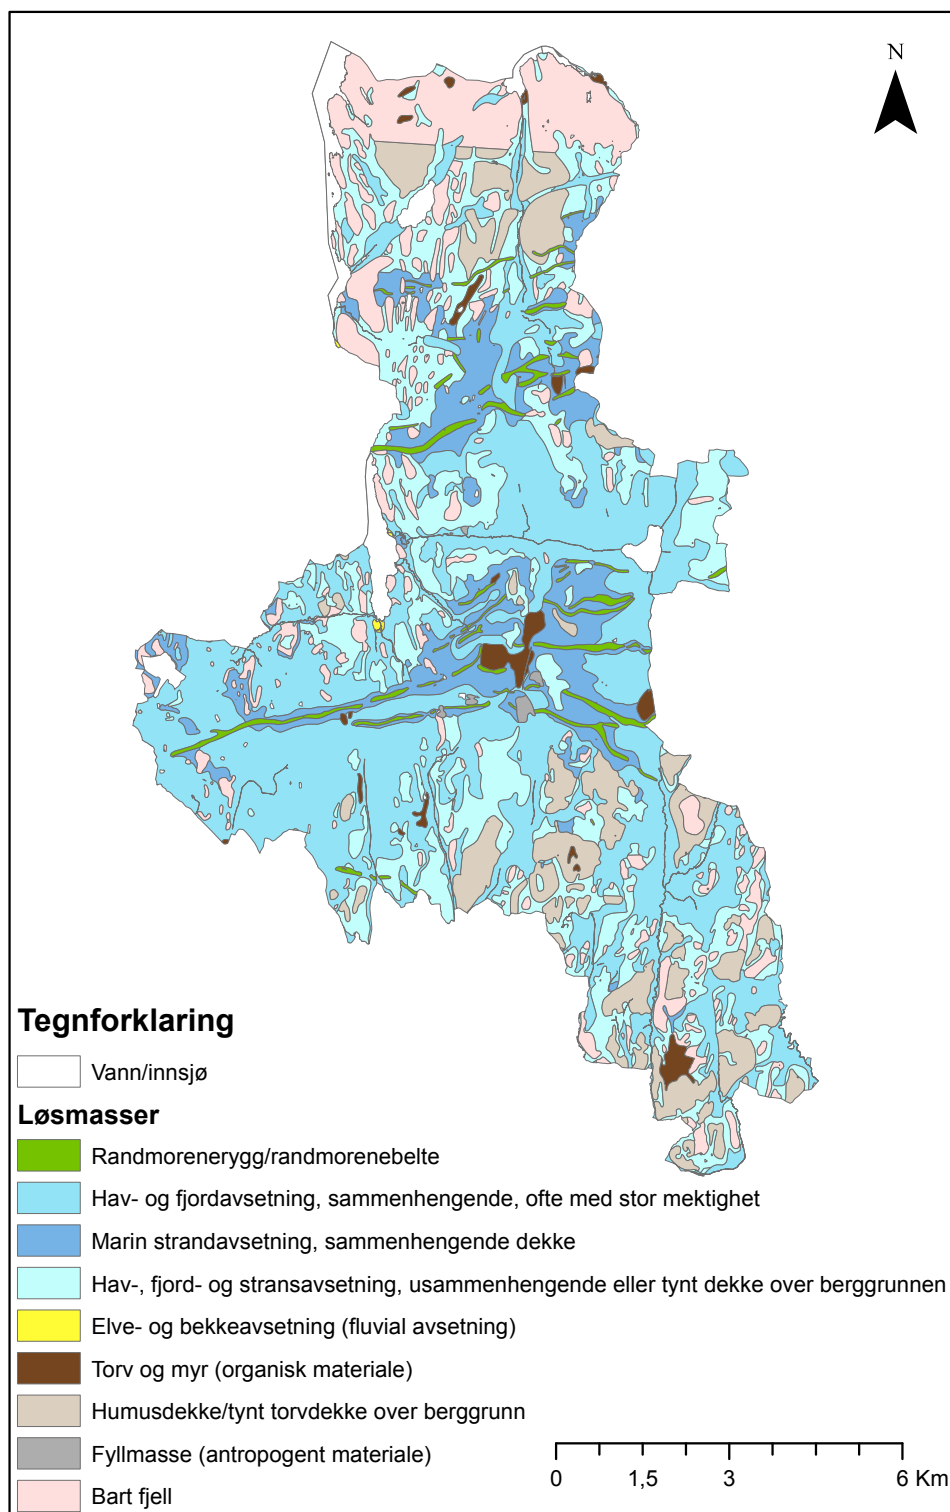 N
Tegnforklaring
Vann/innsjø
Løsmasser
Randmorenerygg/randmorenebelte
Hav- og fjordavsetning, sammenhengende, ofte med stor mektighet
Marin strandavsetning, sammenhengende dekke
Hav-, fjord- og stransavsetning, usammenhengende eller tynt dekke over berggrunnen
Elve- og bekkeavsetning (fluvial avsetning)
Torv og myr (organisk materiale)
Humusdekke/tynt torvdekke over berggrunn
Fyllmasse (antropogent materiale)
Bart fjell
0 1,5 3 6 Km